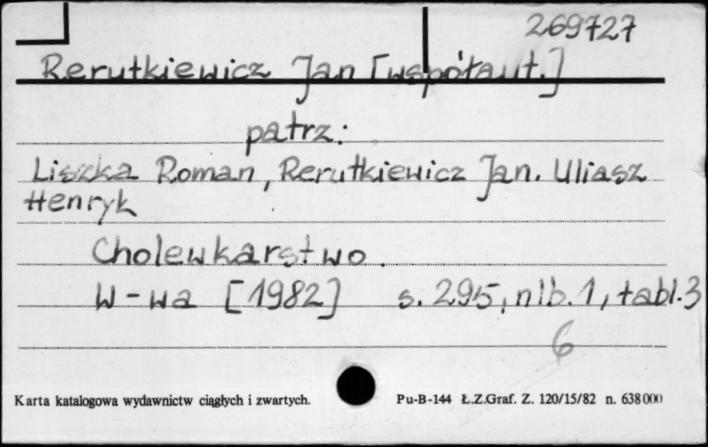 269727
Rerutkiewicz Jan [współaut.]
patrz:
Liszka Roman, Rerutkiewicz Jan. Uliasz
Henryk
Cholewkarstwo.
W-wa [1982] s. 295, nlb. 1, tabl. 3
6
Karta katalogowa wydawnictw ciągłych i zwartych. Pu-B-144 Ł.Z.Graf. Z. 120/15/82 n. 638000